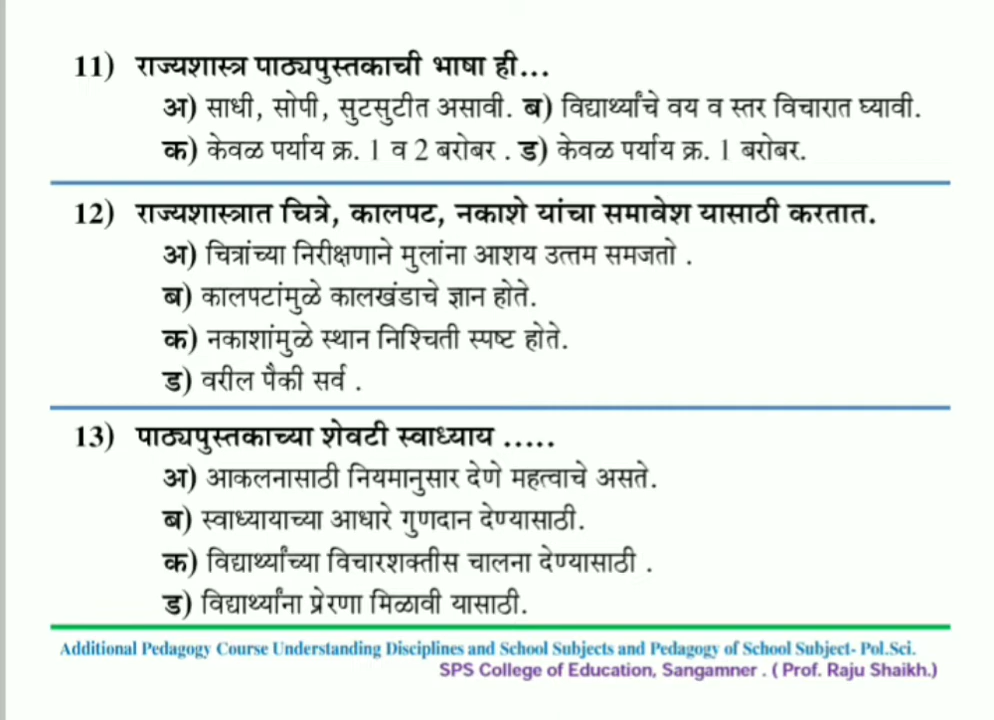 11) राज्यशास्त्र पाठ्यपुस्तकाची भाषा ही...
अ) साधी, सोपी, सुटसुटीत असावी. ब) विद्यार्थ्यांचे वय व स्तर विचारात घ्यावी.
क) केवळ पर्याय क्र. 1 व 2 बरोबर . ड) केवळ पर्याय क्र. 1 बरोबर.
12) राज्यशास्त्रात चित्रे, कालपट, नकाशे यांचा समावेश यासाठी करतात.
अ) चित्रांच्या निरीक्षणाने मुलांना आशय उत्तम समजतो .
ब) कालपटांमुळे कालखंडाचे ज्ञान होते.
क) नकाशांमुळे स्थान निश्चिती स्पष्ट होते.
ड) वरील पैकी सर्व .
13) पाठ्यपुस्तकाच्या शेवटी स्वाध्याय .....
अ) आकलनासाठी नियमानुसार देणे महत्वाचे असते.
ब) स्वाध्यायाच्या आधारे गुणदान देण्यासाठी.
क) विद्यार्थ्यांच्या विचारशक्तीस चालना देण्यासाठी .
ड) विद्यार्थ्यांना प्रेरणा मिळावी यासाठी.
Additional Pedagogy Course Understanding Disciplines and School Subjects and Pedagogy of School Subject- Pol.Sci.
SPS College of Education, Sangamner . ( Prof. Raju Shaikh.)